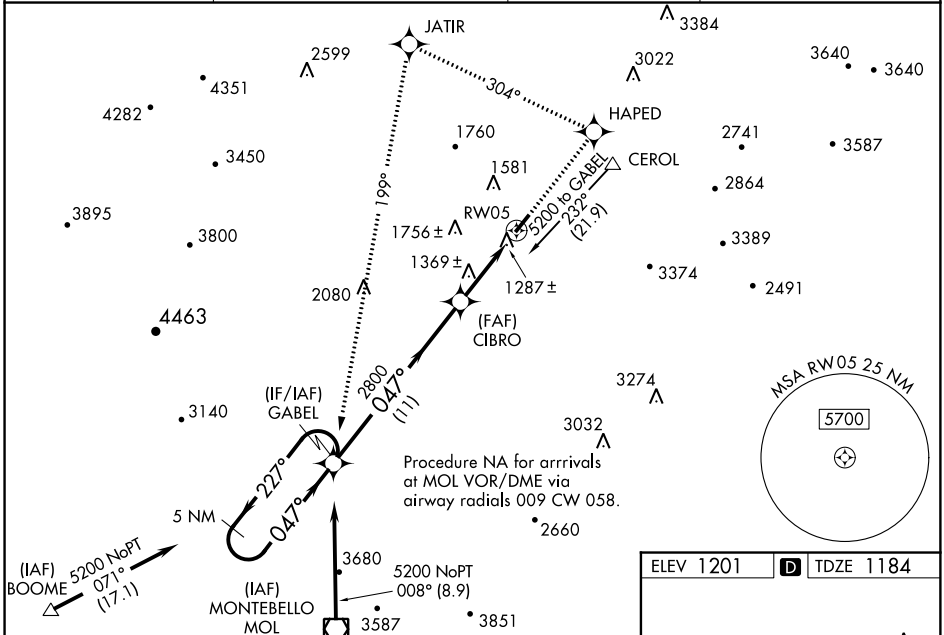 3384
JATIR
2599
3022
3640
3640
4351
4282
304°
HAPED
1760
2741
3587
3450
CEROL
1581
2864
199°
3895
RW05
5200 to GABEL
232°
(21.9)
1756 ±
3800
3389
1369 ±
3374
2080
1287 ±
2491
4463
(FAF)
CIBRO
MSA RW05 25 NM
5700
2800
047°
(11)
(IF/IAF)
GABEL
3274
3140
3032
227°
047°
Procedure NA for arrrivals
at MOL VOR/DME via
airway radials 009 CW 058.
5 NM
2660
(IAF)
BOOME
5200 NoPT
071°
(17.1)
3680
5200 NoPT
008° (8.9)
(IAF)
MONTEBELLO
MOL
3587
3851
ELEV 1201 D TDZE 1184